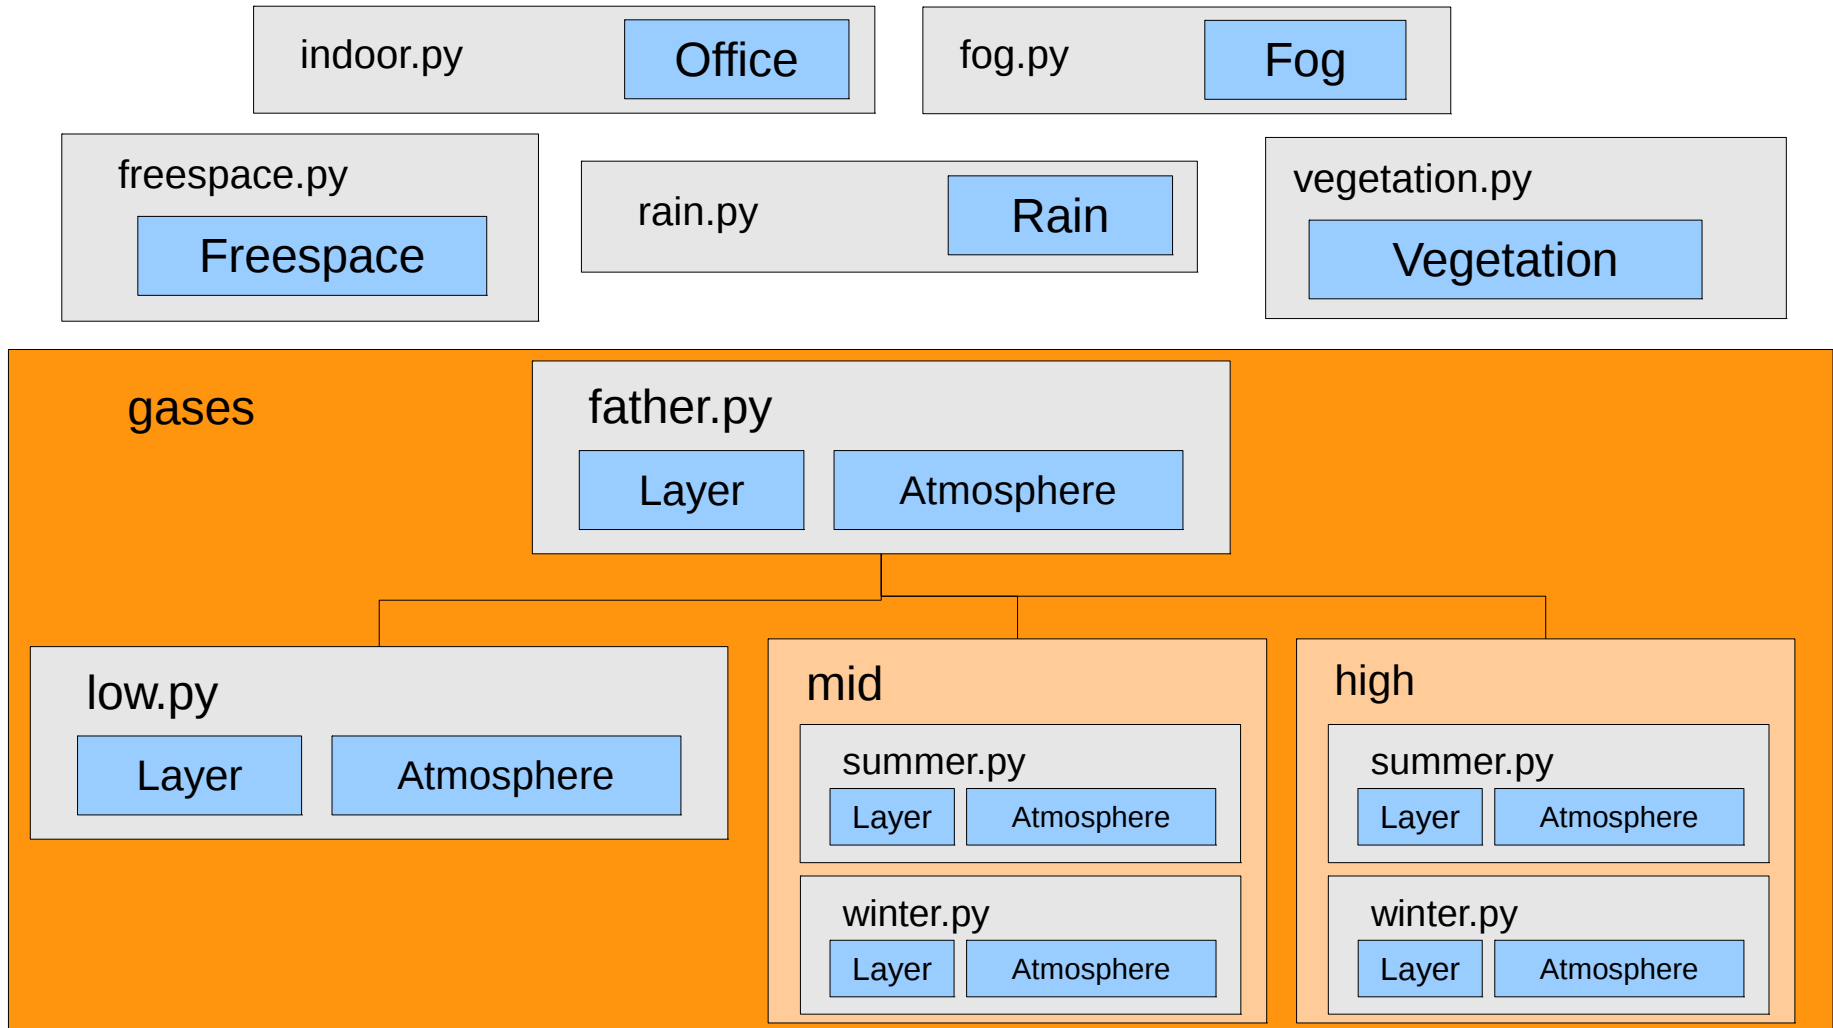 indoor.py
Office
fog.py
Fog
freespace.py
Freespace
rain.py
Rain
vegetation.py
Vegetation
gases
father.py
Layer
Atmosphere
low.py
Layer
Atmosphere
mid
summer.py
Layer
Atmosphere
winter.py
Layer
Atmosphere
high
summer.py
Layer
Atmosphere
winter.py
Layer
Atmosphere